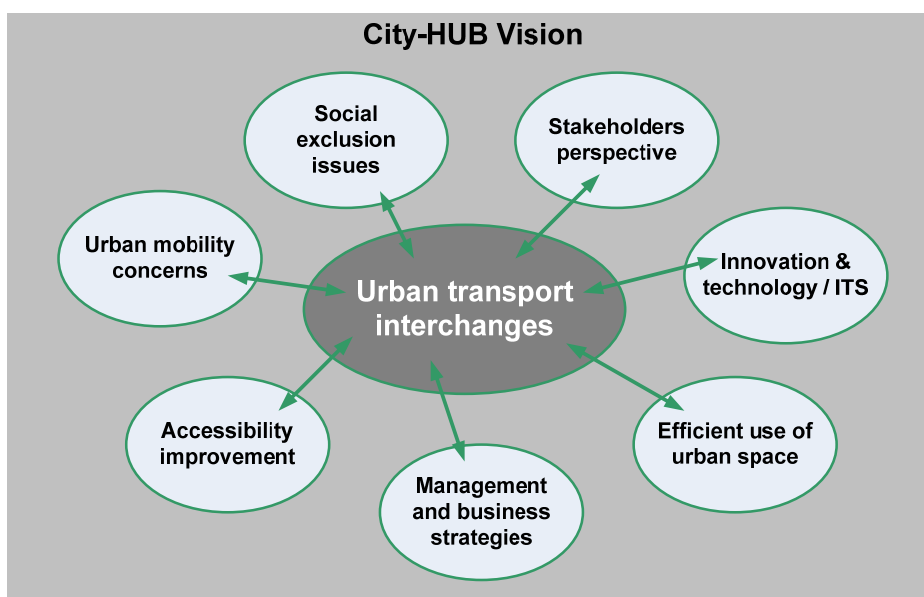 City-HUB Vision
Social
exclusion
issues
Stakeholders
perspective
Urban mobility
concerns
Innovation &
technology / ITS
Urban transport
interchanges
Accessibility
improvement
Efficient use of
urban space
Management
and business
strategies